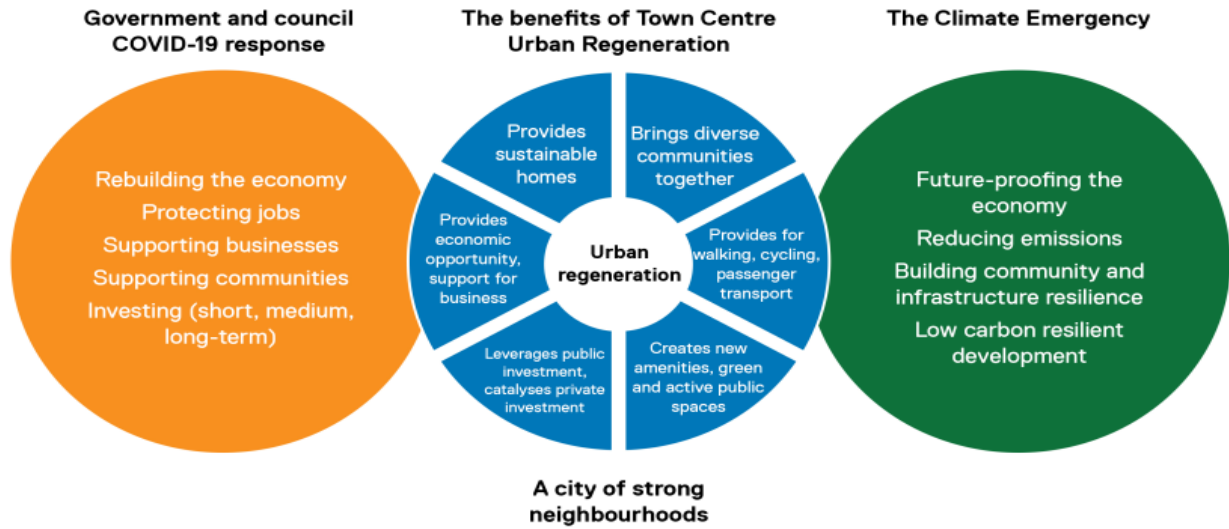 Government and council
COVID-19 response
Rebuilding the economy
Protecting jobs
Supporting businesses
Supporting communities
Investing (short, medium,
long-term)
The benefits of Town Centre
Urban Regeneration
Provides
sustainable
homes
Brings diverse
communities
together
Provides
economic
opportunity,
support for
business
Urban
regeneration
Provides for
walking, cycling,
passenger
transport
Leverages public
investment,
catalyses private
investment
Creates new
amenities, green
and active public
spaces
A city of strong
neighbourhoods
The Climate Emergency
Future-proofing the
economy
Reducing emissions
Building community and
infrastructure resilience
Low carbon resilient
development